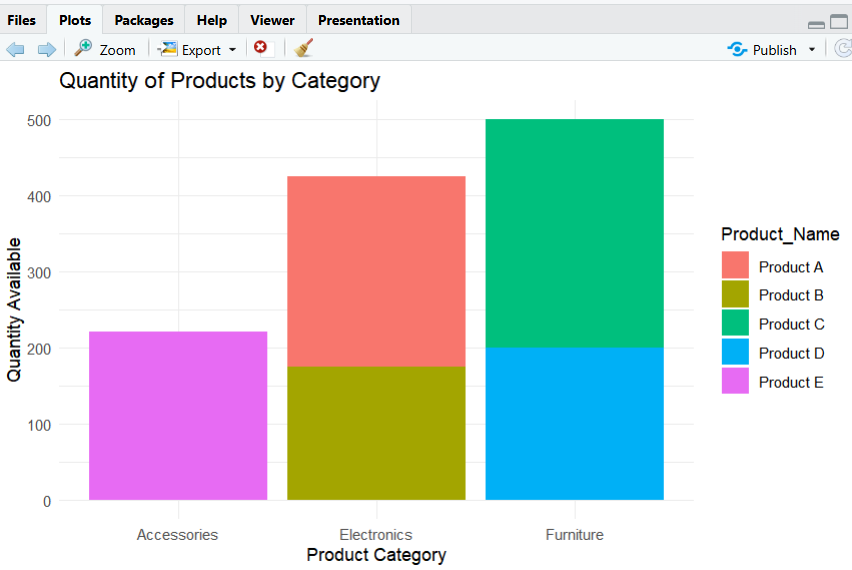 Files Plots Packages Help Viewer Presentation
Zoom Export Publish
Quantity of Products by Category
500
400
300
200
100
0
Quantity Available
Accessories Electronics Furniture
Product Category
Product_Name
Product A
Product B
Product C
Product D
Product E